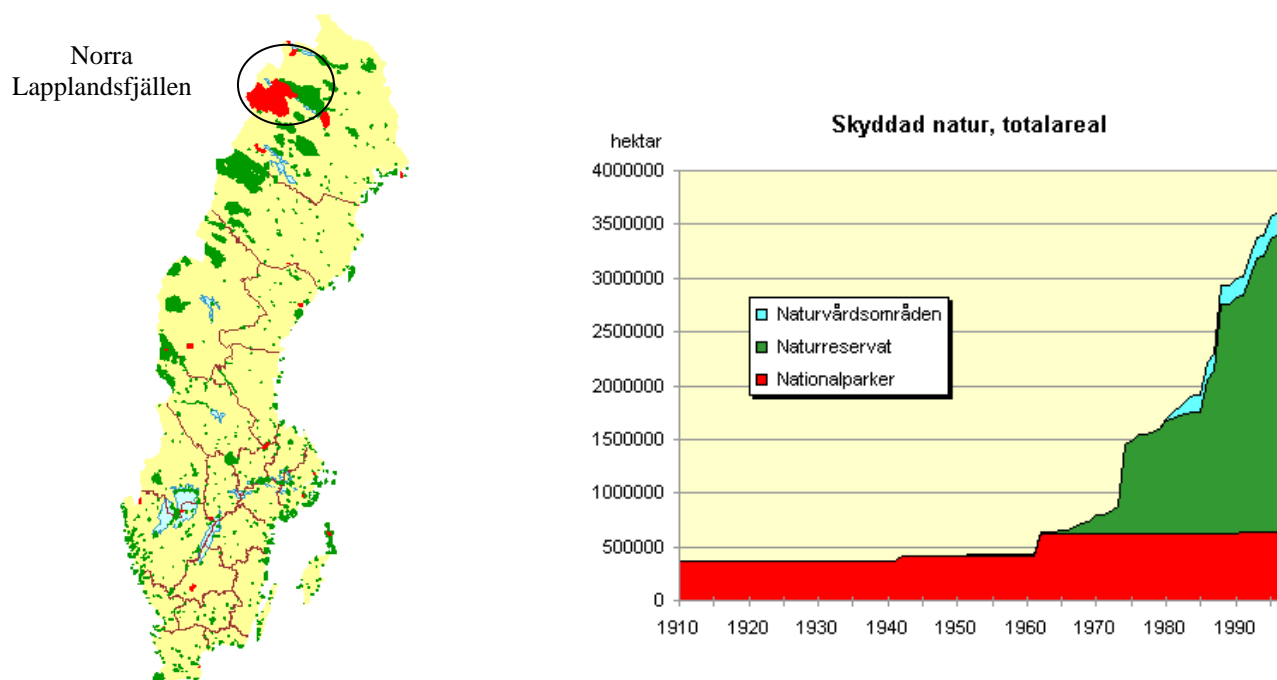 Norra
Lapplandsfjällen
Skyddad natur, totalareal
hektar
4000000
3500000
3000000
2500000
2000000
1500000
1000000
500000
0
Naturvårdsområden
Naturreservat
Nationalparker
1910 1920 1930 1940 1950 1960 1970 1980 1990